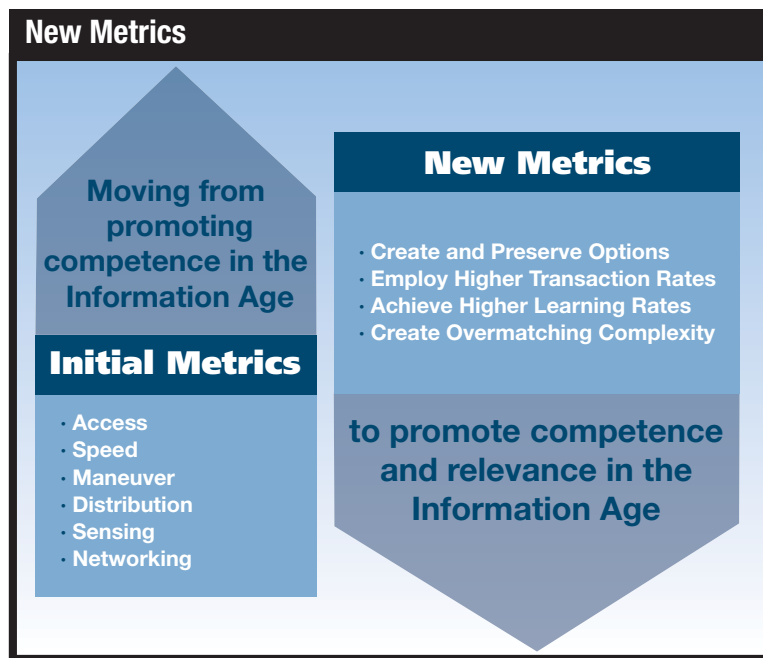 New Metrics
Moving from
promoting
competence in the
Information Age
Initial Metrics
· Access
· Speed
· Maneuver
· Distribution
· Sensing
· Networking
New Metrics
· Create and Preserve Options
· Employ Higher Transaction Rates
· Achieve Higher Learning Rates
· Create Overmatching Complexity
to promote competence
and relevance in the
Information Age